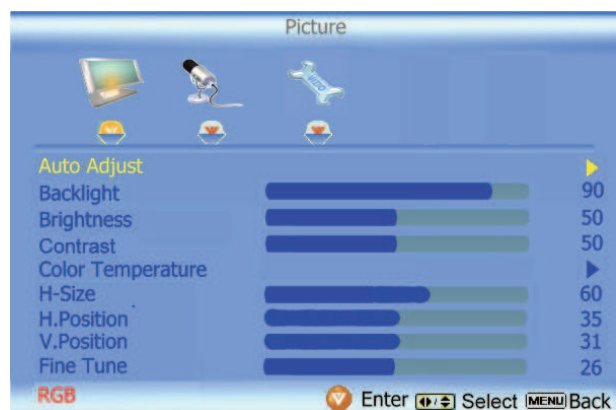 Picture
Auto Adjust
Backlight 90
Brightness 50
Contrast 50
Color Temperature
H-Size 60
H.Position 35
V.Position 31
Fine Tune 26
RGB Enter Select MENU Back